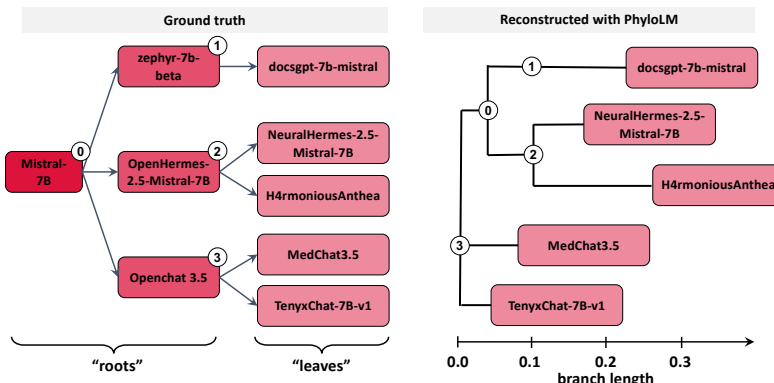 Ground truth
Reconstructed with PhyloLM
0
Mistral-
7B
1
zephyr-7b-
beta
docsgpt-7b-mistral
2
OpenHermes-
2.5-Mistral-7B
NeuralHermes-2.5-
Mistral-7B
H4rmoniousAnthea
3
Openchat 3.5
MedChat3.5
TenyxChat-7B-v1
"roots"
"leaves"
1
docsgpt-7b-mistral
0
NeuralHermes-2.5-
Mistral-7B
2
H4rmoniousAnthea
3
MedChat3.5
TenyxChat-7B-v1
0.0
0.1
0.2
0.3
branch length